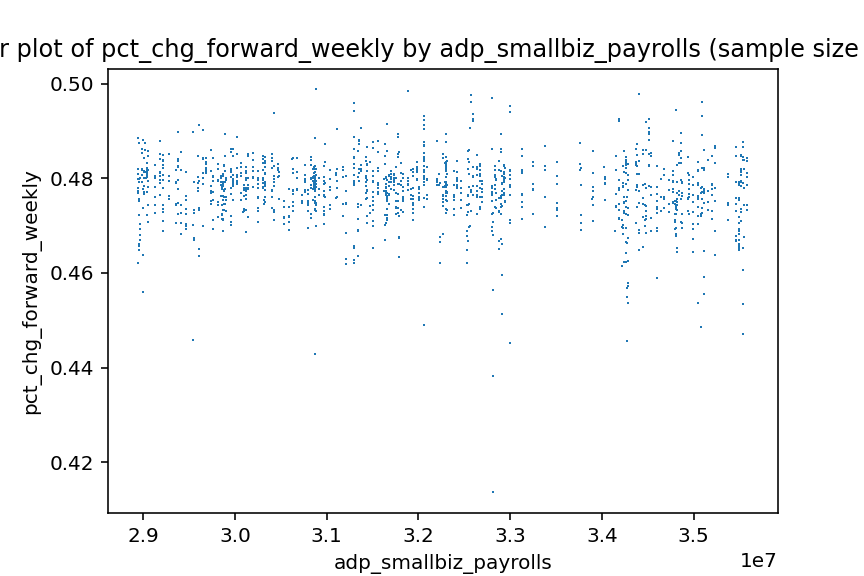 r plot of pct_chg_forward_weekly by adp_smallbiz_payrolls (sample size
0.50
0.48
0.46
0.44
0.42
pct_chg_forward_weekly
2.9 3.0 3.1 3.2 3.3 3.4 3.5
adp_smallbiz_payrolls
1e7